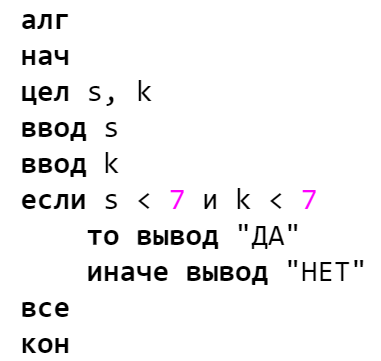 алг
нач
цел s, k
ввод s
ввод k
если s < 7 и k < 7
то вывод "ДА"
иначе вывод "НЕТ"
все
кон